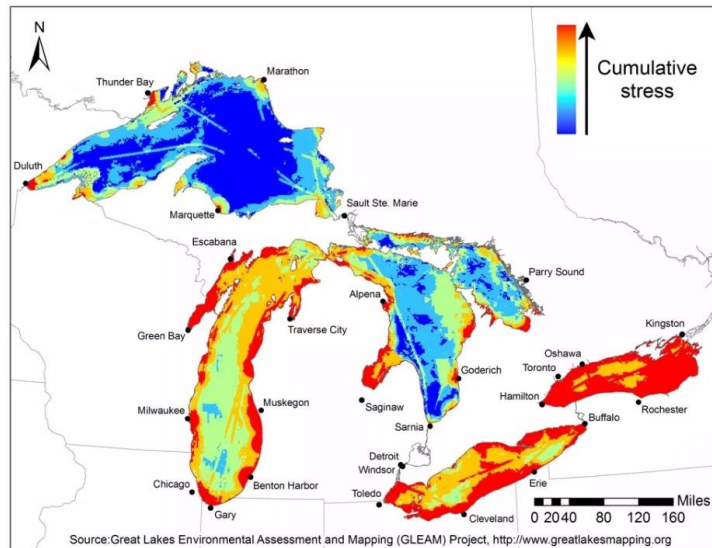 N
Cumulative
stress
Thunder Bay
Marathon
Duluth
Marquette
Sault Ste. Marie
Escabana
Parry Sound
Alpena
Green Bay
Traverse City
Kingston
Oshawa
Toronto
Goderich
Hamilton
Rochester
Milwaukee
Muskegon
Saginaw
Sarnia
Buffalo
Detroit
Windsor
Chicago
Benton Harbor
Toledo
Erie
Gary
Cleveland
Miles
0 20 40 80 120 160
Source:Great Lakes Environmental Assessment and Mapping (GLEAM) Project, http://www.greatlakesmapping.org